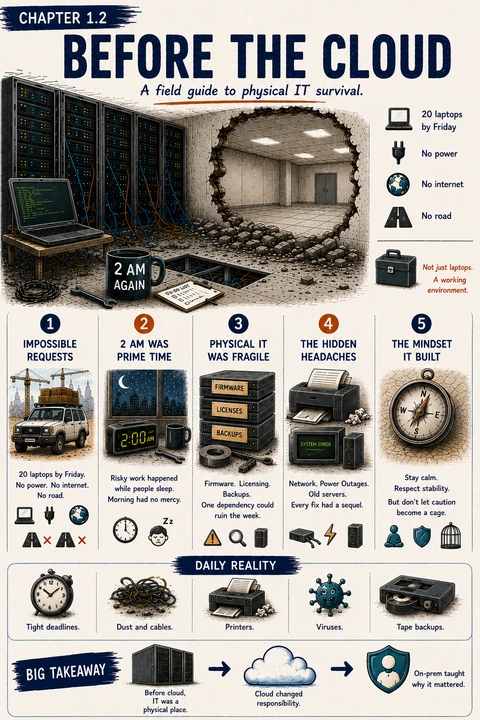 CHAPTER 1.2
BEFORE THE CLOUD
A field guide to physical IT survival.
20 laptops
by Friday
No power
No internet
No road
Not just laptops.
A working
environment.
2 AM
AGAIN
1
IMPOSSIBLE
REQUESTS
20 laptops by Friday.
No power. No internet.
No road.
2
2 AM WAS
PRIME TIME
2:00 AM
Risky work happened
while people sleep.
Morning had no mercy.
Zz
3
PHYSICAL IT
WAS FRAGILE
FIRMWARE
LICENSES
BACKUPS
Firmware. Licensing.
Backups.
One dependency could
ruin the week.
4
THE HIDDEN
HEADACHES
SYSTEM ERROR
Network. Power Outages.
Old servers.
Every fix had a sequel.
5
THE MINDSET
IT BUILT
N
E
S
W
Stay calm.
Respect stability.
But don't let caution
become a cage.
DAILY REALITY
Tight deadlines.
Dust and cables.
Printers.
Viruses.
Tape backups.
BIG TAKEAWAY
Before cloud,
IT was a
physical place.
Cloud changed
responsibility.
On-prem taught
why it mattered.